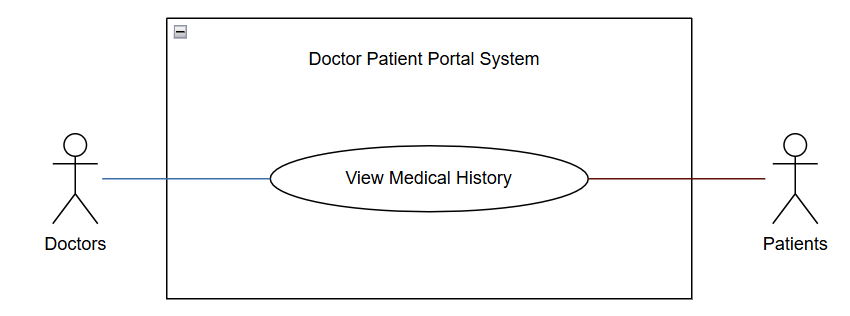 Doctor Patient Portal System
View Medical History
Doctors
Patients